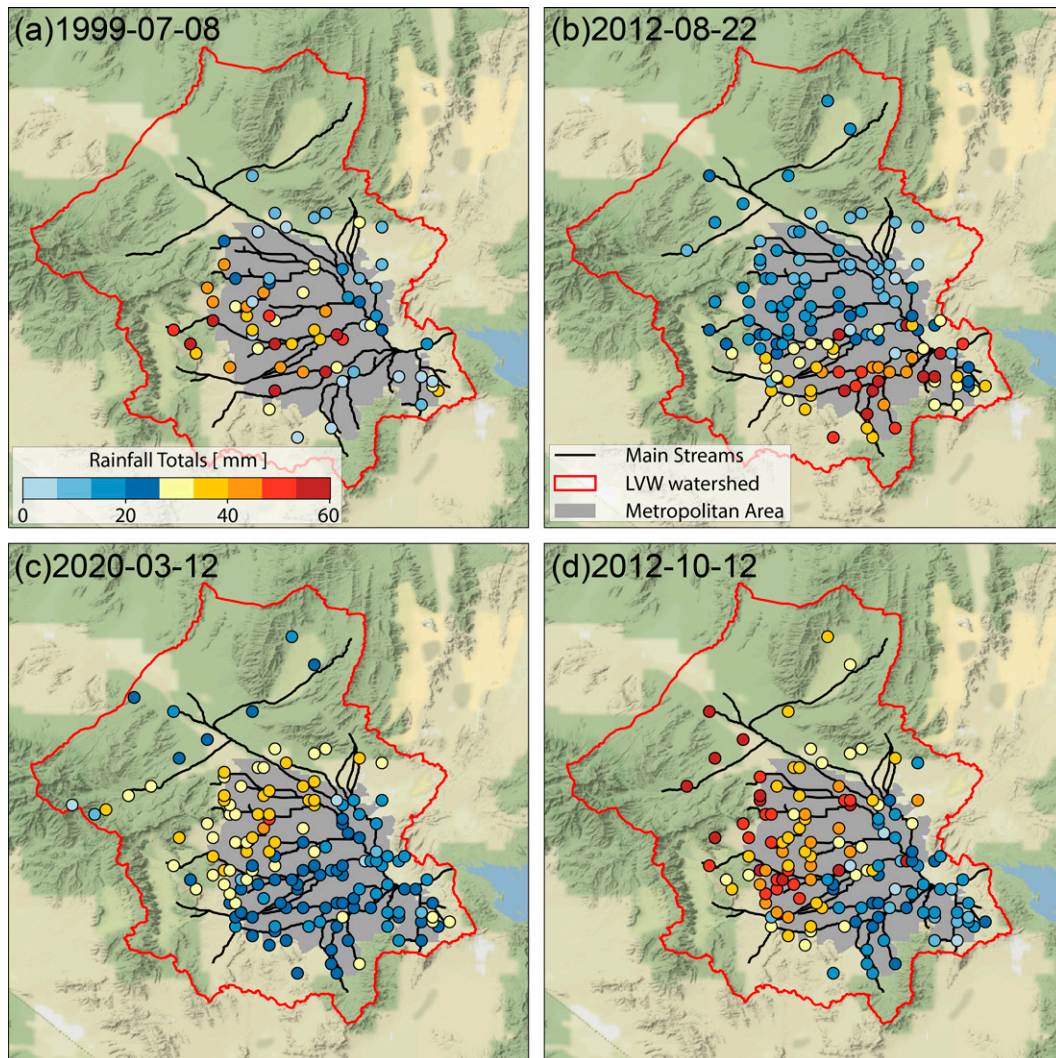 (a)1999-07-08
(b)2012-08-22
Rainfall Totals [ mm ]
0 20 40 60
Main Streams
LVW watershed
Metropolitan Area
(c)2020-03-12
(d)2012-10-12